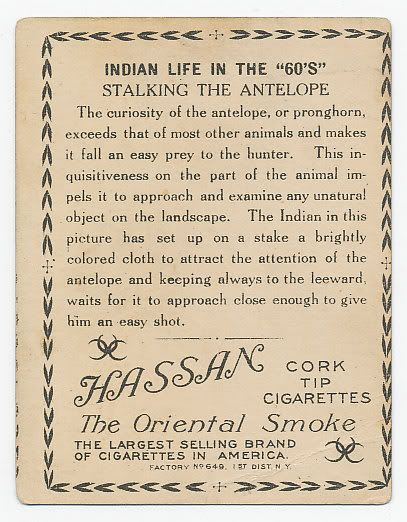 INDIAN LIFE IN THE "60'S"
STALKING THE ANTELOPE
The curiosity of the antelope, or pronghorn,
exceeds that of most other animals and makes
it fall an easy prey to the hunter. This in-
quisitiveness on the part of the animal im-
pels it to approach and examine any unnatural
object on the landscape. The Indian in this
picture has set up on a stake a brightly
colored cloth to attract the attention of the
antelope and keeping always to the leeward,
waits for it to approach close enough to give
him an easy shot.
HASSAN
CORK
TIP
CIGARETTES
The Oriental Smoke
THE LARGEST SELLING BRAND
OF CIGARETTES IN AMERICA.
FACTORY Nº 649, 1ST DIST. N.Y.